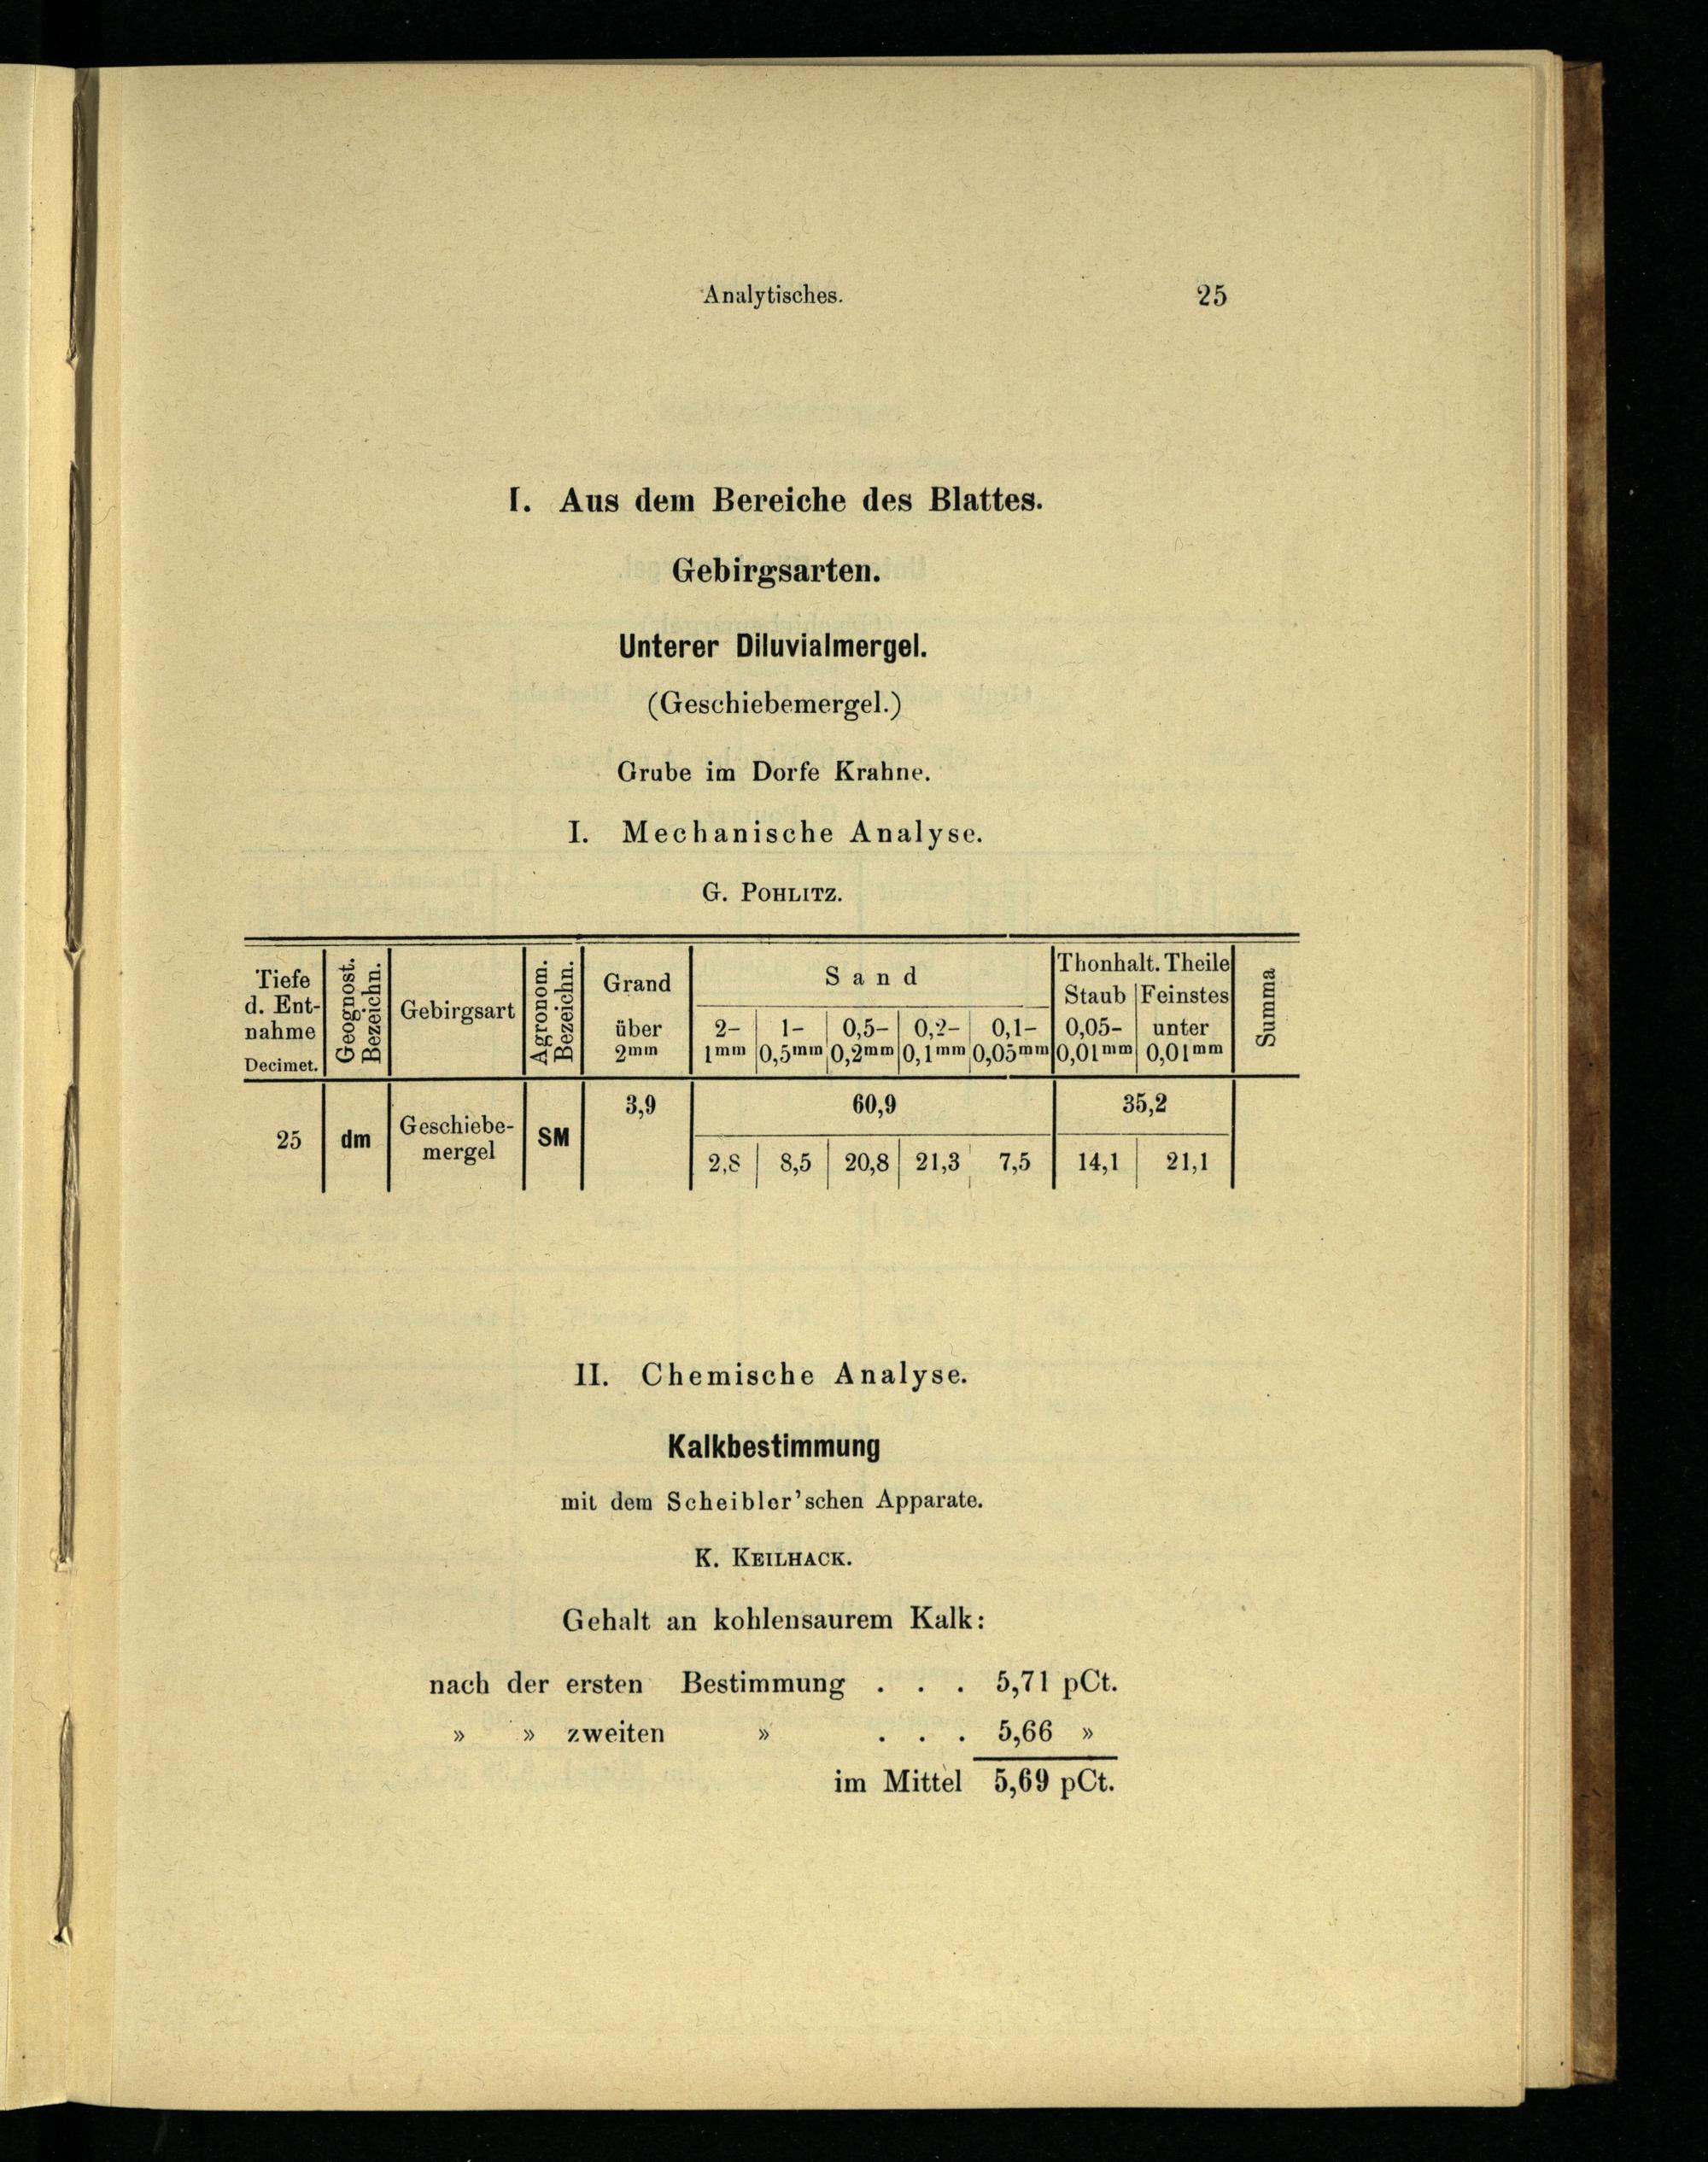 Analytisches. 25
I. Aus dem Bereiche des Blattes.
Gebirgsarten.
Unterer Diluvialmergel.
(Geschiebemergel.)
Grube im Dorfe Krahne.
I. Mechanische Analyse.
G. POHLITZ.
Tiefe d. Ent-nahme Decimet. | Geognost. Bezeichn. | Gebirgsart | Agronom. Bezeichn. | Grand über 2mm | Sand | Thonhalt. Theile | Summa
Staub | Feinstes
2- | 1- | 0,5- | 0,2- | 0,1- | 0,05- | unter
1mm | 0,5mm | 0,2mm | 0,1mm | 0,05mm | 0,01mm | 0,01mm
25 | dm | Geschiebe-mergel | SM | 3,9 | 60,9 | 35,2
2,8 | 8,5 | 20,8 | 21,3 | 7,5 | 14,1 | 21,1
II. Chemische Analyse.
Kalkbestimmung
mit dem Scheibler'schen Apparate.
K. KEILHACK.
Gehalt an kohlensaurem Kalk:
nach der ersten Bestimmung . . . 5,71 pCt.
» » zweiten » . . . 5,66 »
im Mittel 5,69 pCt.